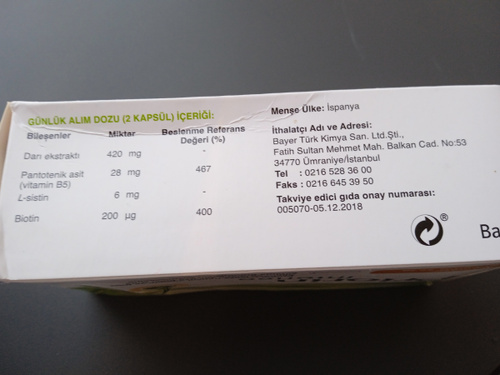 GÜNLÜK ALIM DOZU (2 KAPSÜL) İÇERİĞİ:
Bileşenler Miktar Beslenme Referans Değeri (%)
Darı ekstraktı 420 mg -
Pantotenik asit (vitamin B5) 28 mg 467
L-sistin 6 mg -
Biotin 200 µg 400
Menşe Ülke: İspanya
İthalatçı Adı ve Adresi:
Bayer Türk Kimya San. Ltd.Şti.,
Fatih Sultan Mehmet Mah. Balkan Cad. No:53
34770 Ümraniye/İstanbul
Tel : 0216 528 36 00
Faks : 0216 645 39 50
Takviye edici gıda onay numarası:
005070-05.12.2018
®
Ba